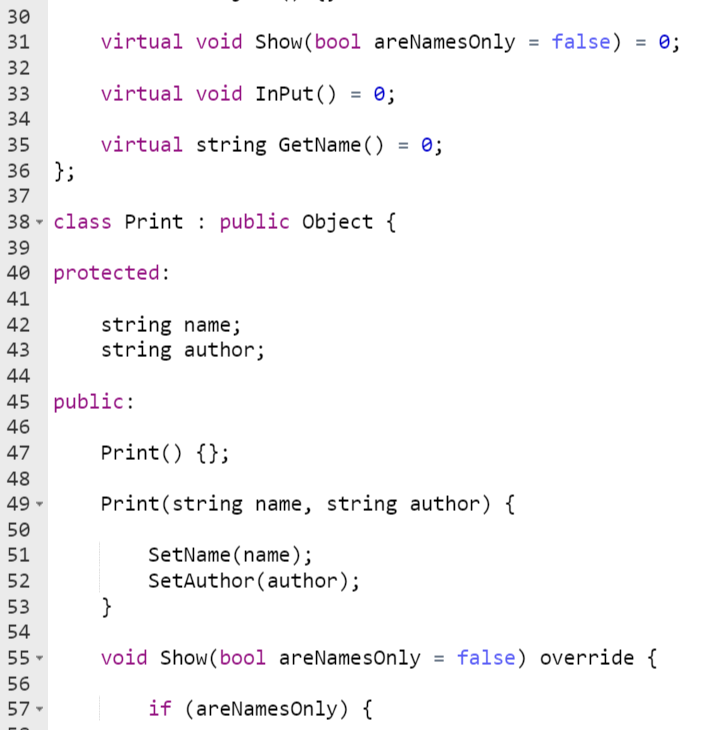 30
31 virtual void Show(bool areNamesOnly = false) = 0;
32
33 virtual void InPut() = 0;
34
35 virtual string GetName() = 0;
36 };
37
38 class Print : public Object {
39
40 protected:
41
42 string name;
43 string author;
44
45 public:
46
47 Print() {};
48
49 Print(string name, string author) {
50
51 SetName(name);
52 SetAuthor(author);
53 }
54
55 void Show(bool areNamesOnly = false) override {
56
57 if (areNamesOnly) {